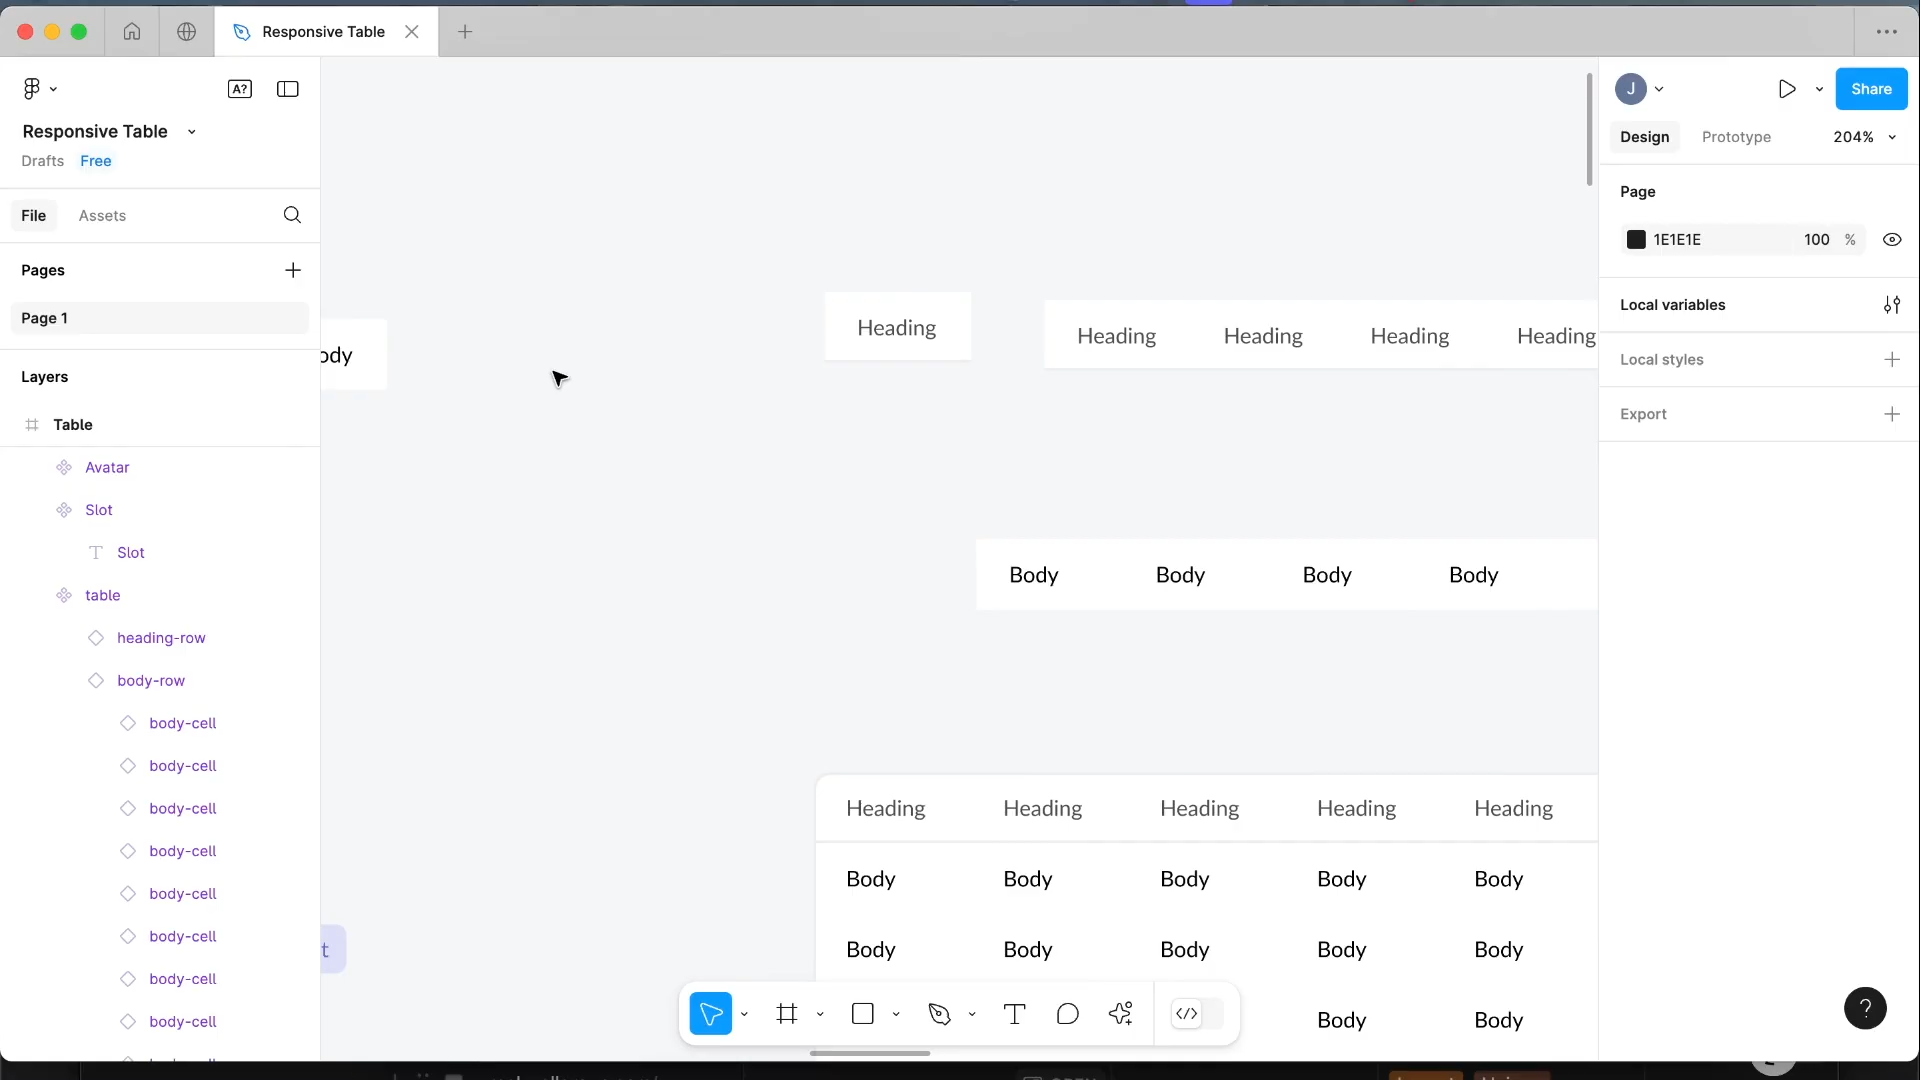 Responsive Table
A?
Responsive Table
Drafts Free
File Assets
Pages
Page 1
Layers
Table
Avatar
Slot
Slot
table
heading-row
body-row
body-cell
body-cell
body-cell
body-cell
body-cell
body-cell
body-cell
body-cell
ody
t
Heading
Heading Heading Heading Heading
Body Body Body Body
Heading Heading Heading Heading Heading
Body Body Body Body Body
Body Body Body Body Body
Body Body
J
Share
Design Prototype 204%
Page
1E1E1E 100 %
Local variables
Local styles
Export
?